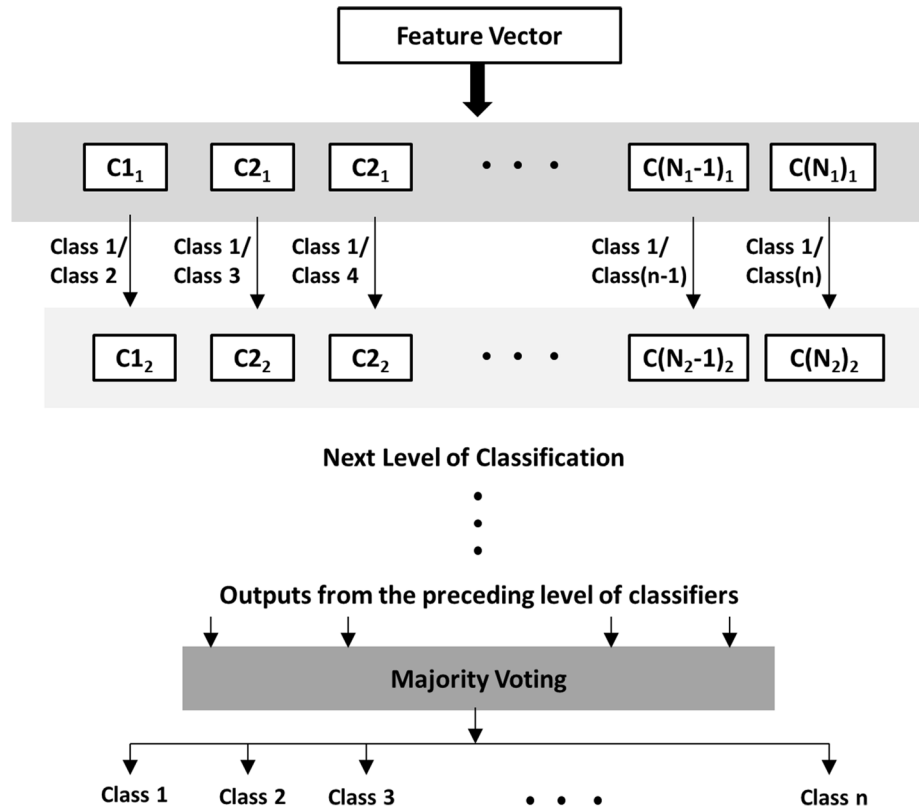 Feature Vector
C1₁ C2₁ C2₁ • • • C(N₁-1)₁ C(N₁)₁
Class 1/ Class 1/ Class 1/ Class 1/ Class 1/
Class 2 Class 3 Class 4 Class(n-1) Class(n)
C1₂ C2₂ C2₂ • • • C(N₂-1)₂ C(N₂)₂
Next Level of Classification
Outputs from the preceding level of classifiers
Majority Voting
Class 1 Class 2 Class 3 • • • Class n